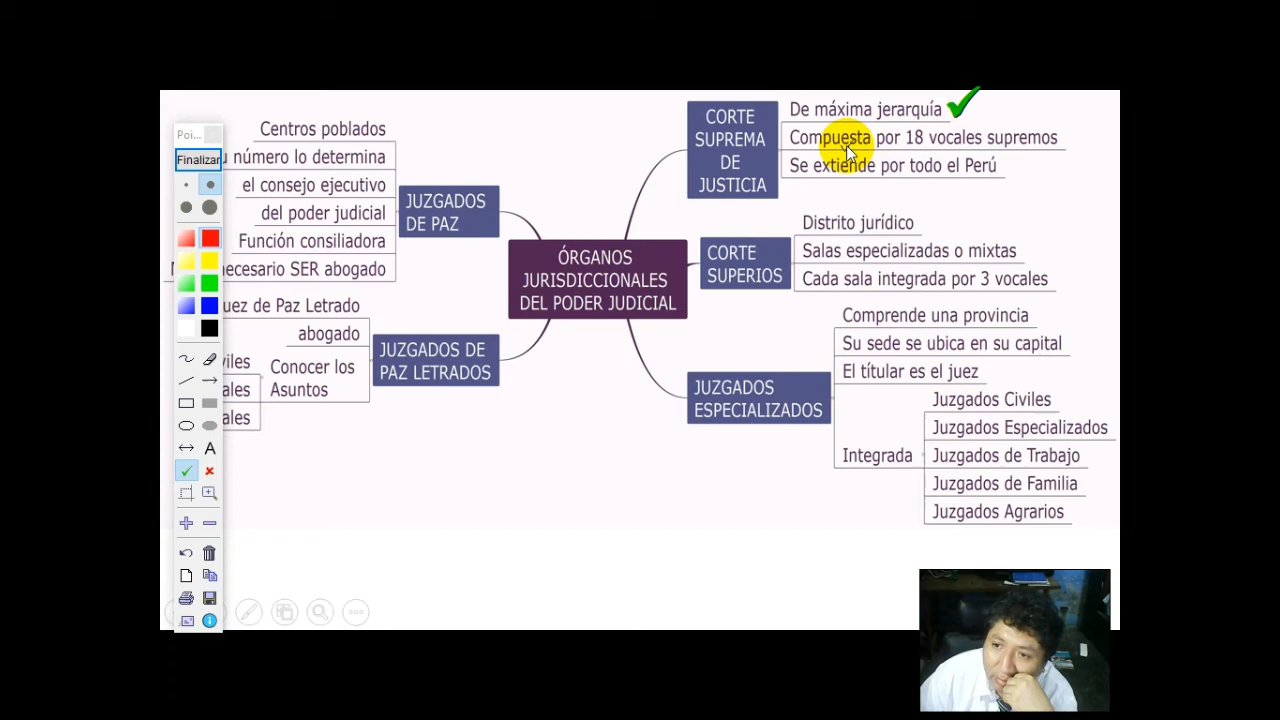 Poi...
Finalizar
A
Centros poblados
número lo determina
el consejo ejecutivo
del poder judicial
Función consiliadora
necesario SER abogado
JUZGADOS
DE PAZ
uez de Paz Letrado
abogado
Conocer los
Asuntos
viles
ales
ales
JUZGADOS DE
PAZ LETRADOS
ÓRGANOS
JURISDICCIONALES
DEL PODER JUDICIAL
CORTE
SUPREMA
DE
JUSTICIA
De máxima jerarquía
Compuesta por 18 vocales supremos
Se extiende por todo el Perú
CORTE
SUPERIOS
Distrito jurídico
Salas especializadas o mixtas
Cada sala integrada por 3 vocales
JUZGADOS
ESPECIALIZADOS
Comprende una provincia
Su sede se ubica en su capital
El títular es el juez
Integrada
Juzgados Civiles
Juzgados Especializados
Juzgados de Trabajo
Juzgados de Familia
Juzgados Agrarios